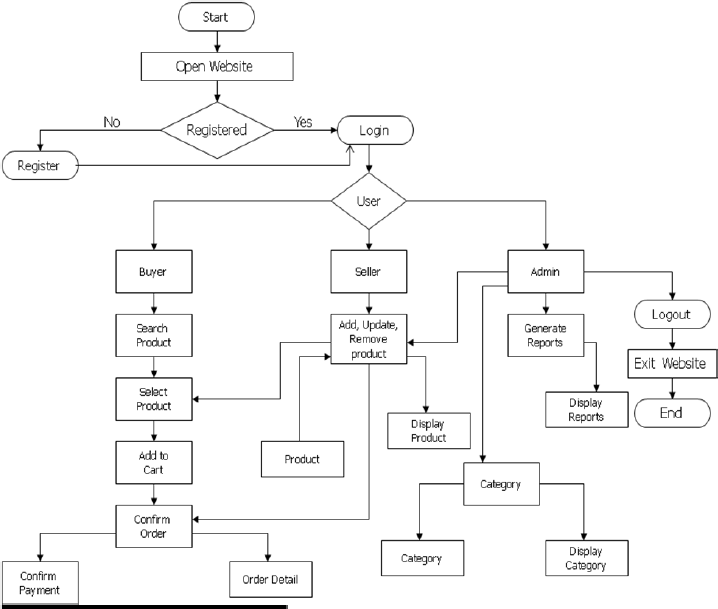 Start
Open Website
No
Registered
Yes
Login
Register
User
Buyer
Seller
Admin
Search
Product
Add, Update,
Remove
product
Generate
Reports
Logout
Exit Website
Select
Product
Display
Product
Display
Reports
End
Add to
Cart
Product
Category
Confirm
Order
Category
Display
Category
Confirm
Payment
Order Detail